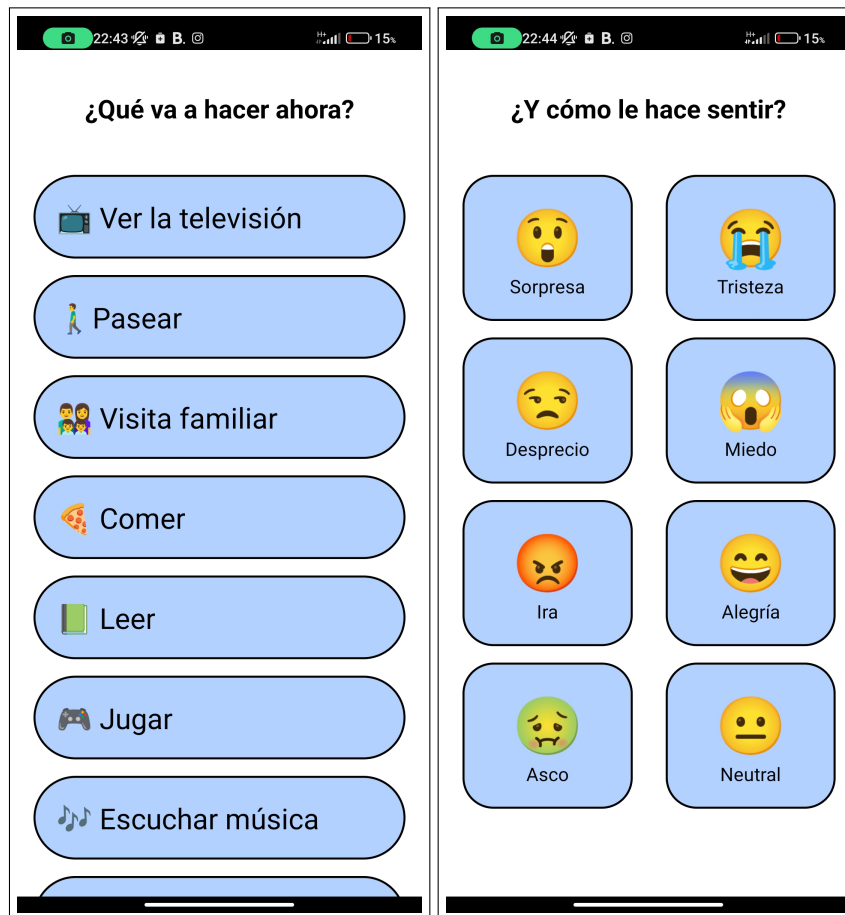 22:43 B. H+ 15%
¿Qué va a hacer ahora?
Ver la televisión
Pasear
Visita familiar
Comer
Leer
Jugar
Escuchar música
22:44 B. H+ 15%
¿Y cómo le hace sentir?
Sorpresa Tristeza
Desprecio Miedo
Ira Alegría
Asco Neutral